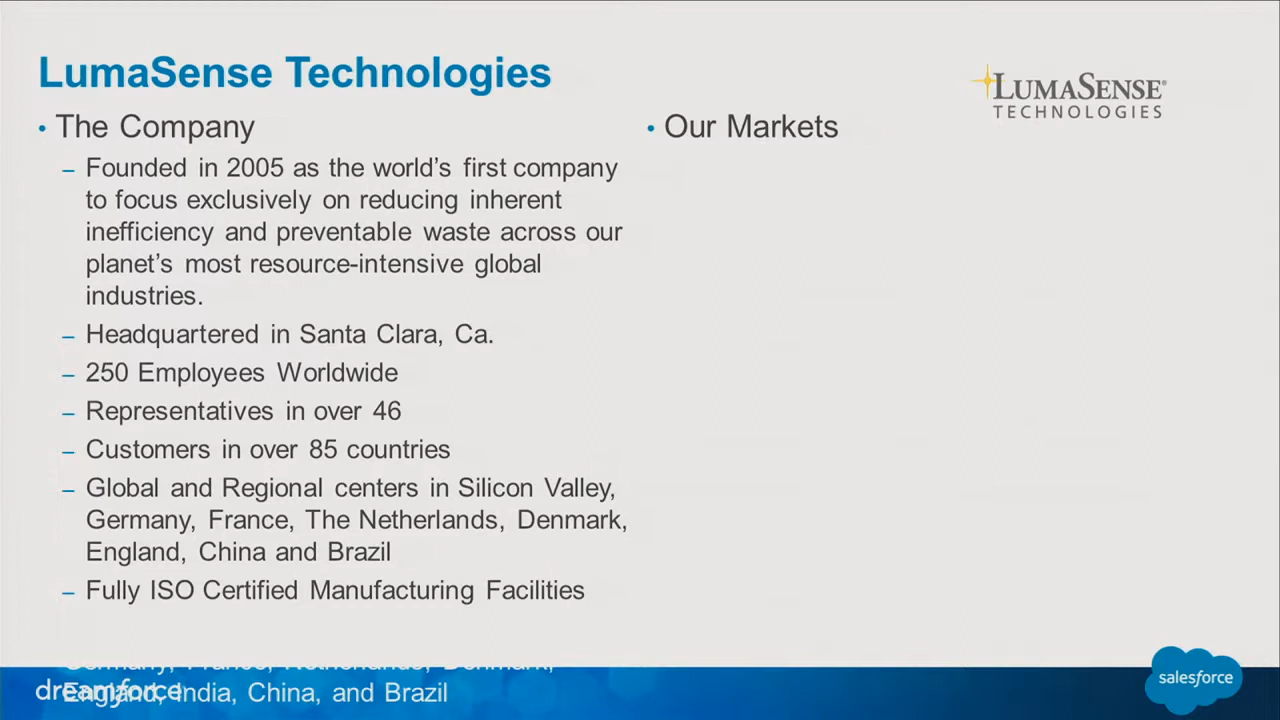 LumaSense Technologies
LUMASENSE®
TECHNOLOGIES
• The Company
– Founded in 2005 as the world’s first company
to focus exclusively on reducing inherent
inefficiency and preventable waste across our
planet’s most resource-intensive global
industries.
– Headquartered in Santa Clara, Ca.
– 250 Employees Worldwide
– Representatives in over 46
– Customers in over 85 countries
– Global and Regional centers in Silicon Valley,
Germany, France, The Netherlands, Denmark,
England, China and Brazil
– Fully ISO Certified Manufacturing Facilities
• Our Markets
Germany, France, Netherlands, Denmark,
England, India, China, and Brazil
dreamforce
salesforce